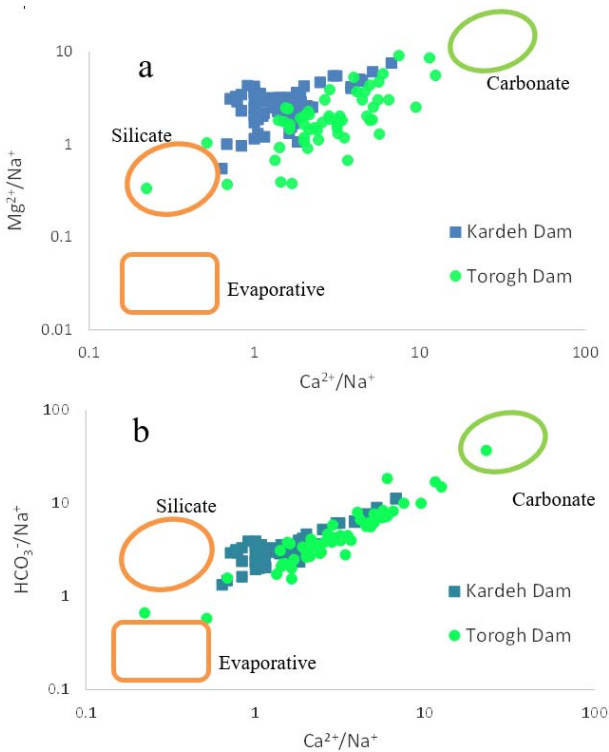 10
a
Carbonate
Silicate
1
Mg²⁺/Na⁺
0.1
Kardeh Dam
Torogh Dam
Evaporative
0.01
0.1 1 10 100
Ca²⁺/Na⁺
100
b
Silicate
10
Carbonate
HCO₃⁻/Na⁺
1
Kardeh Dam
Torogh Dam
Evaporative
0.1
0.1 1 10 100
Ca²⁺/Na⁺